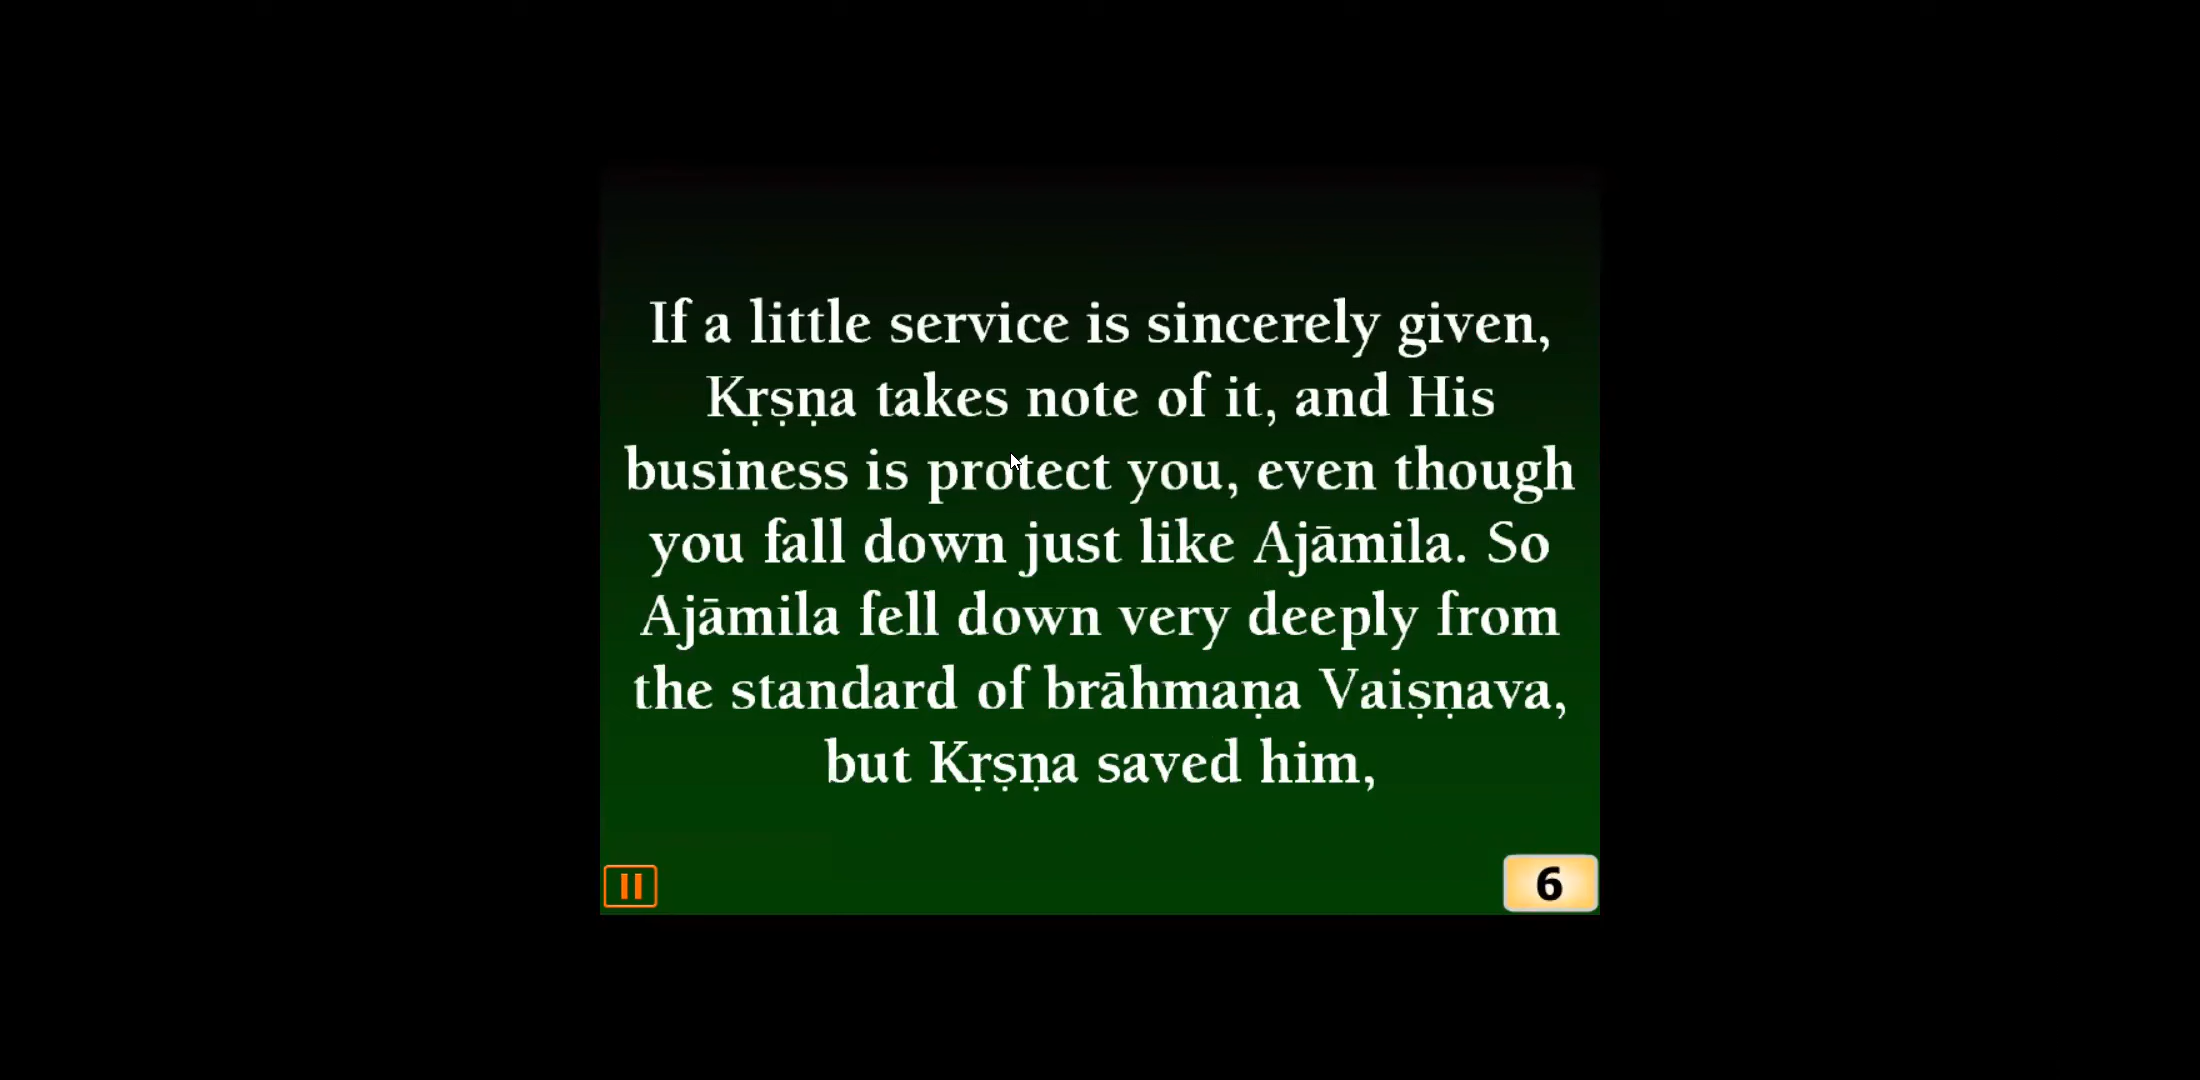 If a little service is sincerely given,
Kṛṣṇa takes note of it, and His
business is protect you, even though
you fall down just like Ajāmila. So
Ajāmila fell down very deeply from
the standard of brāhmaṇa Vaiṣṇava,
but Kṛṣṇa saved him,
6